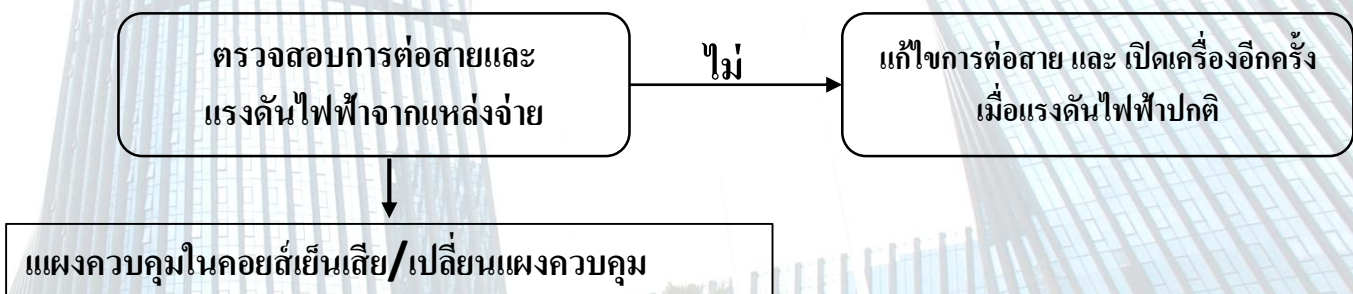 ตรวจสอบการต่อสายและ
แรงดันไฟฟ้าจากแหล่งจ่าย
ไม่
แก้ไขการต่อสาย และ เปิดเครื่องอีกครั้ง
เมื่อแรงดันไฟฟ้าปกติ
แผงควบคุมในคอยส์เย็นเสีย/เปลี่ยนแผงควบคุม